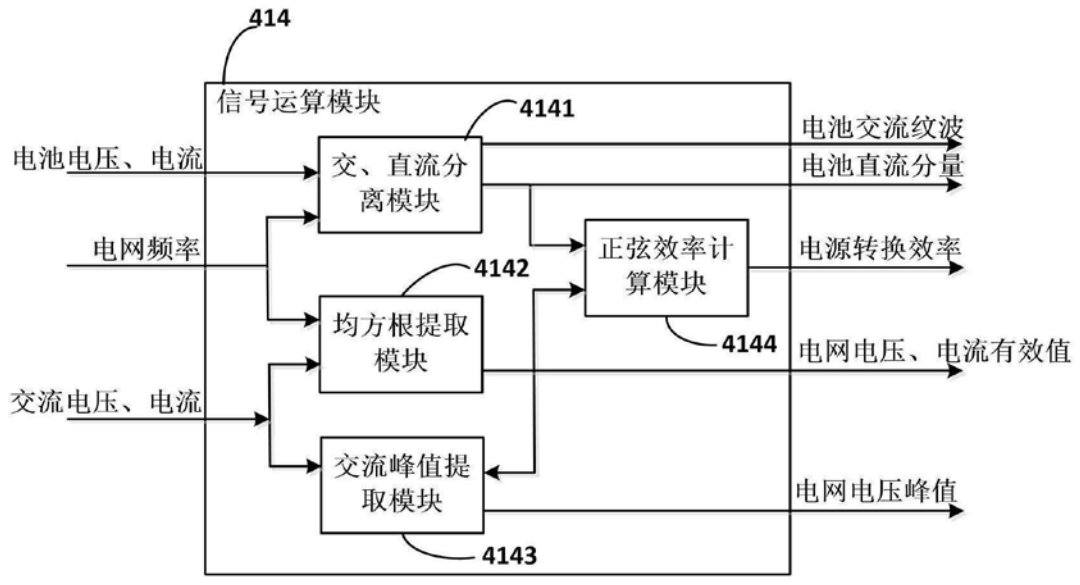 414
信号运算模块
4141
电池交流纹波
电池电压、电流
交、直流分
离模块
电池直流分量
电网频率
正弦效率计
算模块
电源转换效率
4142
均方根提取
模块
4144
电网电压、电流有效值
交流电压、电流
交流峰值提
取模块
电网电压峰值
4143